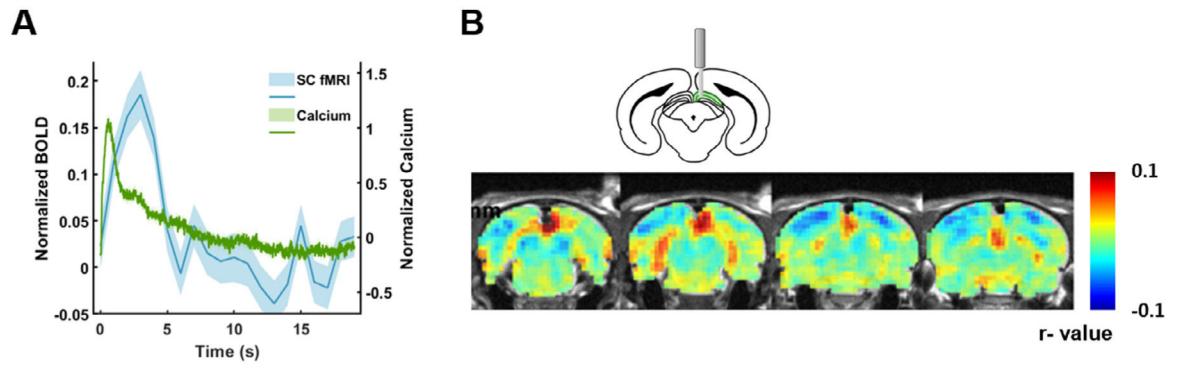 A
B
Normalized BOLD
0.2
0.15
0.1
0.05
0
-0.05
SC fMRI
Calcium
1.5
1
0.5
0
-0.5
Normalized Calcium
0 5 10 15
Time (s)
nm
0.1
-0.1
r- value